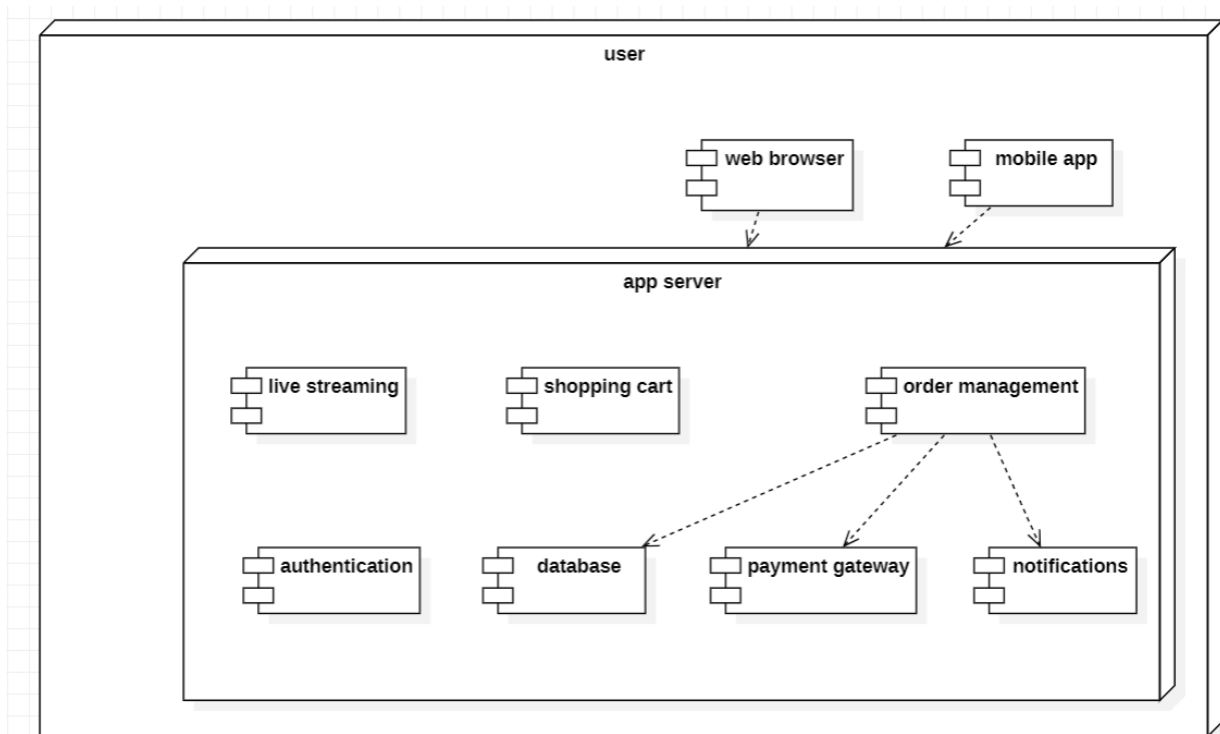 user
web browser
mobile app
app server
live streaming
shopping cart
order management
authentication
database
payment gateway
notifications